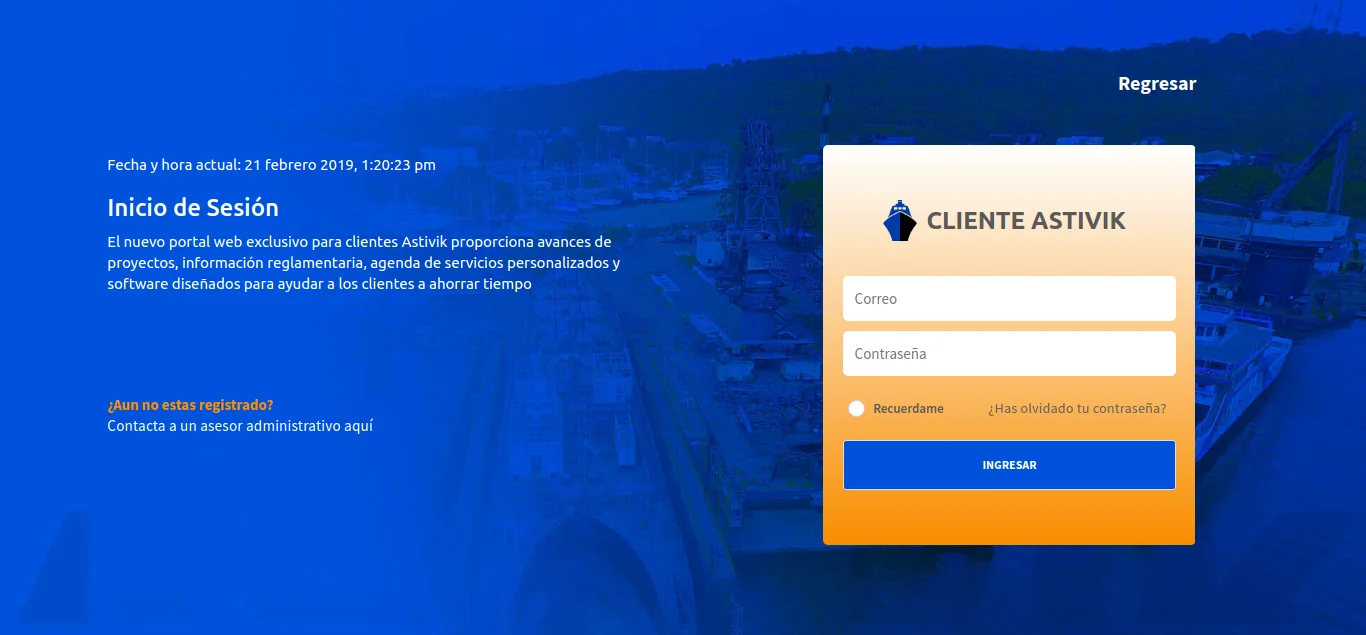 Regresar
Fecha y hora actual: 21 febrero 2019, 1:20:23 pm
Inicio de Sesión
El nuevo portal web exclusivo para clientes Astivik proporciona avances de
proyectos, información reglamentaria, agenda de servicios personalizados y
software diseñados para ayudar a los clientes a ahorrar tiempo
¿Aun no estas registrado?
Contacta a un asesor administrativo aquí
CLIENTE ASTIVIK
Correo
Contraseña
Recuerdame
¿Has olvidado tu contraseña?
INGRESAR